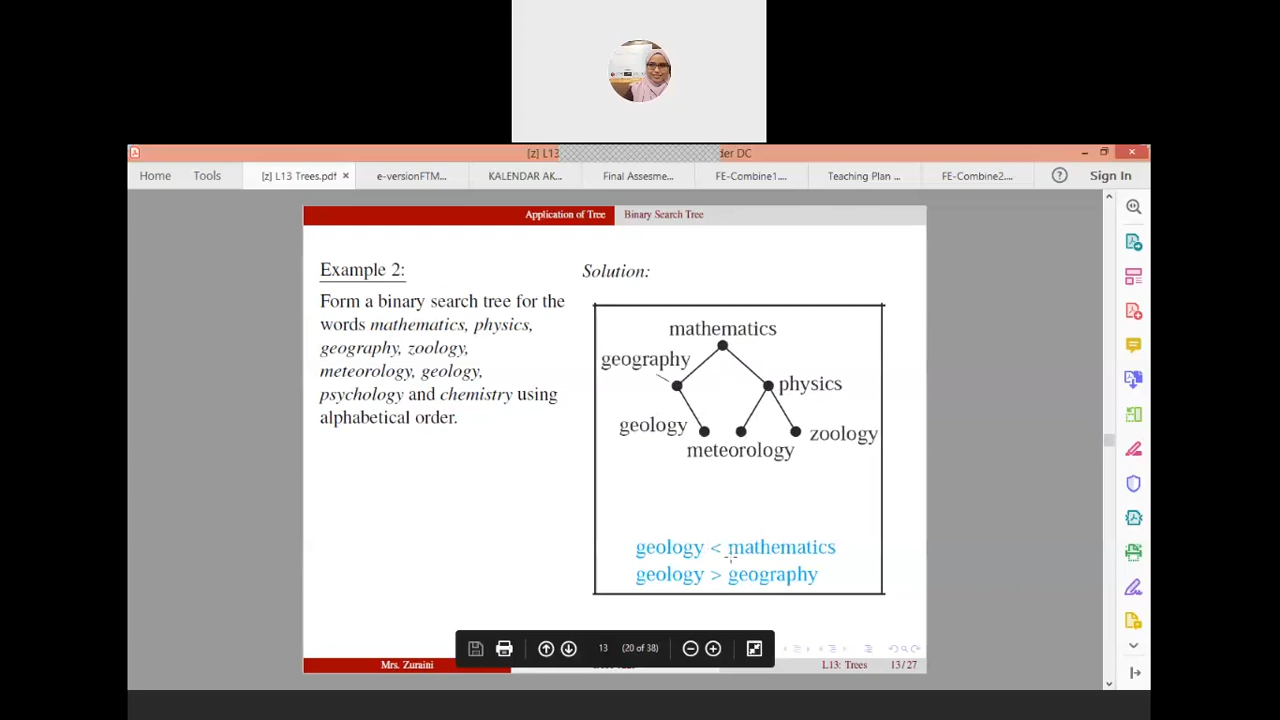 [z] L13
der DC
Home
Tools
[z] L13 Trees.pdf
e-versionFTM...
KALENDAR AK...
Final Assesme...
FE-Combine1....
Teaching Plan ...
FE-Combine2....
Sign In
Application of Tree
Binary Search Tree
Example 2:
Form a binary search tree for the
words mathematics, physics,
geography, zoology,
meteorology, geology,
psychology and chemistry using
alphabetical order.
Solution:
mathematics
geography
physics
geology
zoology
meteorology
geology < mathematics
geology > geography
13
(20 of 38)
Mrs. Zuraini
L13: Trees
13 / 27